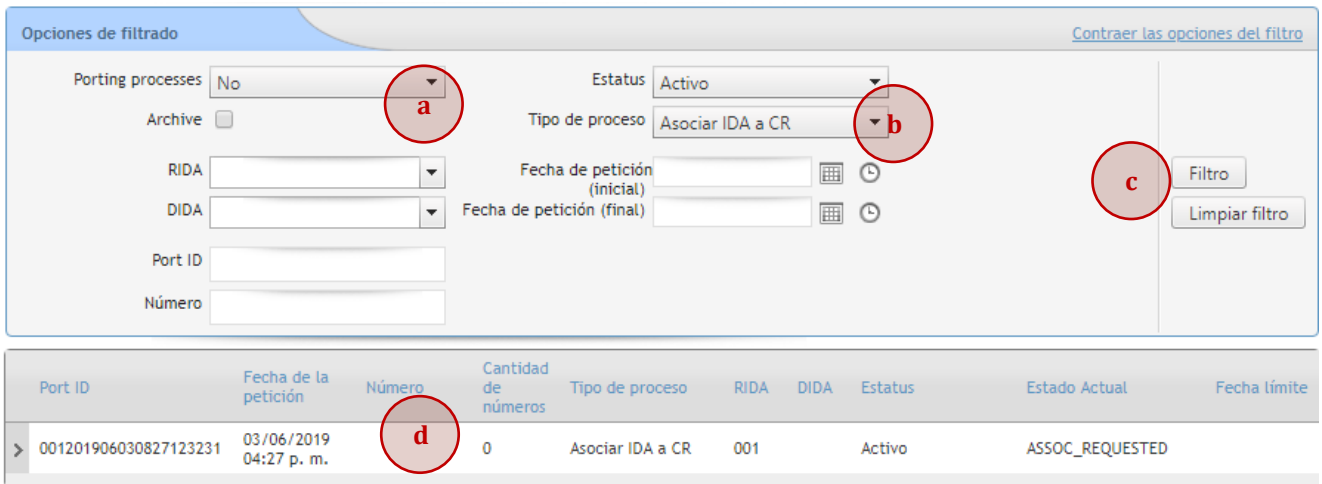 Opciones de filtrado Contraer las opciones del filtro
Porting processes No a Estatus Activo
Archive Tipo de proceso Asociar IDA a CR b
RIDA Fecha de petición (inicial) c Filtro
DIDA Fecha de petición (final) Limpiar filtro
Port ID
Número
Port ID Fecha de la petición Número Cantidad de números Tipo de proceso RIDA DIDA Estatus Estado Actual Fecha límite
001201906030827123231 03/06/2019 04:27 p. m. d 0 Asociar IDA a CR 001 Activo ASSOC_REQUESTED